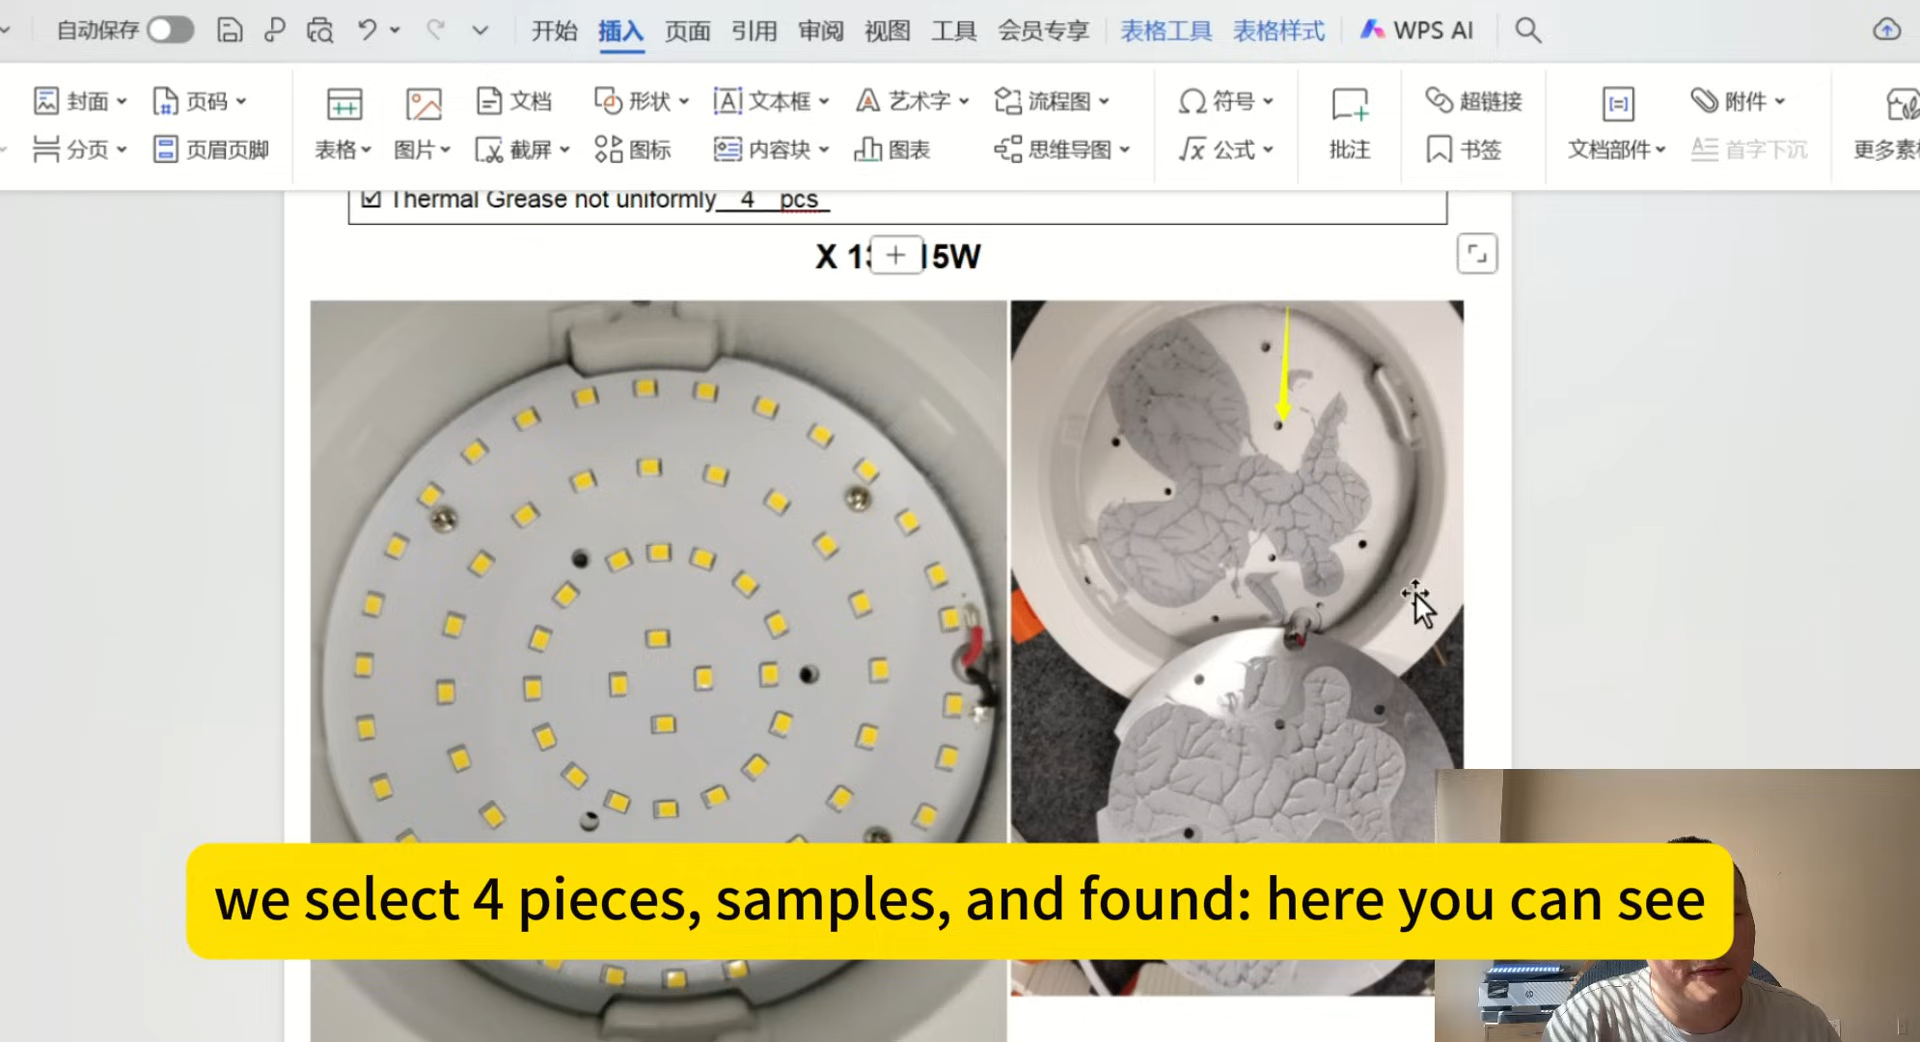 自动保存 开始 插入 页面 引用 审阅 视图 工具 会员专享 表格工具 表格样式 WPS AI
封面 页码 文档 形状 文本框 艺术字 流程图 符号 超链接 附件
分页 页眉页脚 表格 图片 截屏 图标 内容块 图表 思维导图 公式 批注 书签 文档部件 首字下沉 更多素
Thermal Grease not uniformly 4 pcs
X 1 5W
we select 4 pieces, samples, and found: here you can see